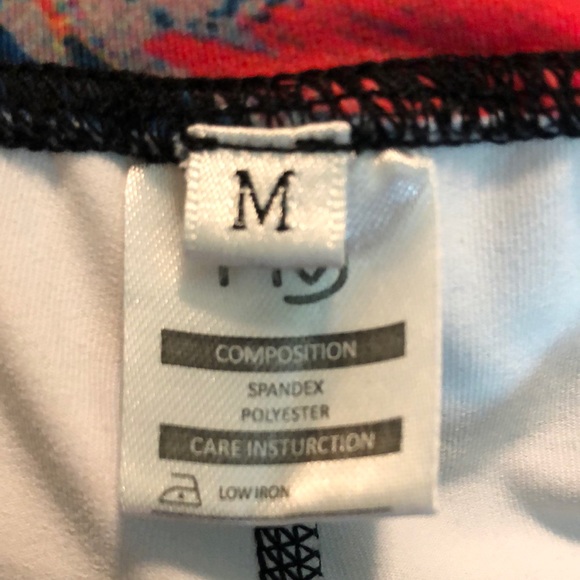 M
COMPOSITION
SPANDEX
POLYESTER
CARE INSTURCTION
LOW IRON